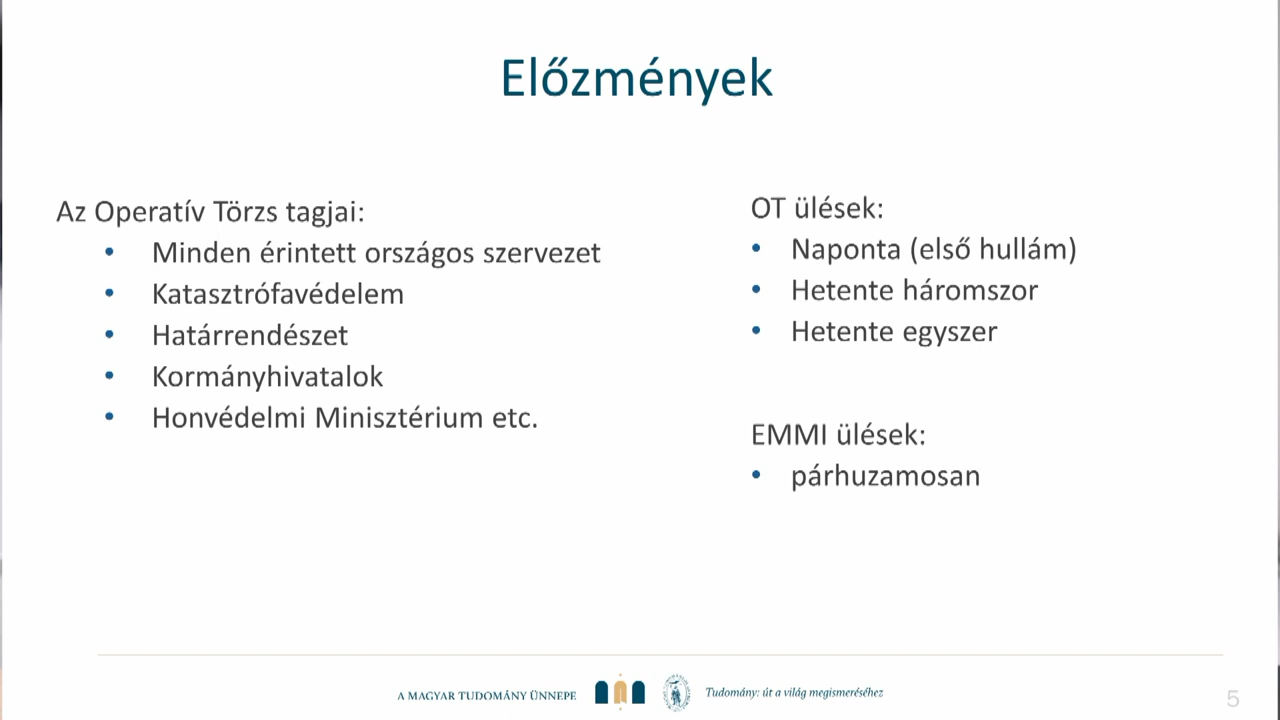 Előzmények
Az Operatív Törzs tagjai:
• Minden érintett országos szervezet
• Katasztrófavédelem
• Határrendészet
• Kormányhivatalok
• Honvédelmi Minisztérium etc.
OT ülések:
• Naponta (első hullám)
• Hetente háromszor
• Hetente egyszer
EMMI ülések:
• párhuzamosan
A MAGYAR TUDOMÁNY ÜNNEPE
Tudomány: út a világ megismeréséhez
5